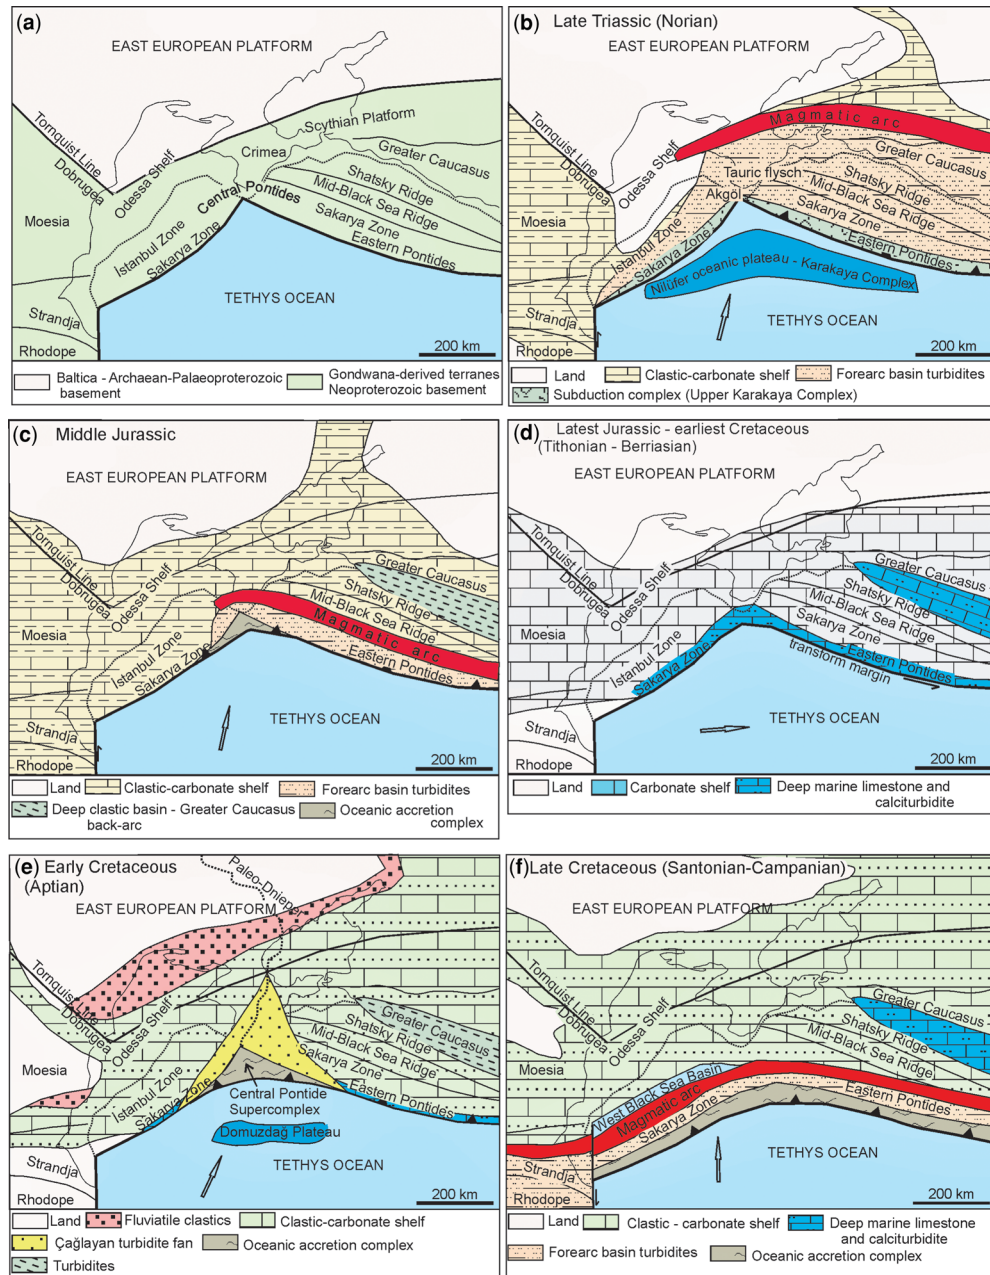 (a)
EAST EUROPEAN PLATFORM
Tornquist Line
Dobrugea
Odessa Shelf
Scythian Platform
Crimea
Greater Caucasus
Shatsky Ridge
Mid-Black Sea Ridge
Central Pontides
Moesia
İstanbul Zone
Sakarya Zone
Sakarya Zone
Eastern Pontides
TETHYS OCEAN
Strandja
Rhodope
200 km
Baltica - Archaean-Palaeoproterozoic
basement
Gondwana-derived terranes
Neoproterozoic basement
(b) Late Triassic (Norian)
EAST EUROPEAN PLATFORM
Magmatic arc
Tornquist Line
Dobrugea
Odessa Shelf
Greater Caucasus
Tauric flysch
Shatsky Ridge
Akgöl
Mid-Black Sea Ridge
Moesia
Sakarya Zone
İstanbul Zone
Sakarya Zone
Eastern Pontides
Nilüfer oceanic plateau - Karakaya Complex
TETHYS OCEAN
Strandja
Rhodope
200 km
Land
Clastic-carbonate shelf
Forearc basin turbidites
Subduction complex (Upper Karakaya Complex)
(c) Middle Jurassic
EAST EUROPEAN PLATFORM
Tornquist Line
Dobrugea
Odessa Shelf
Greater Caucasus
Shatsky Ridge
Mid-Black Sea Ridge
Magmatic arc
Moesia
İstanbul Zone
Sakarya Zone
Eastern Pontides
TETHYS OCEAN
Strandja
Rhodope
200 km
Land
Clastic-carbonate shelf
Forearc basin turbidites
Deep clastic basin - Greater Caucasus
back-arc
Oceanic accretion
complex
(d) Latest Jurassic - earliest Cretaceous
(Tithonian - Berriasian)
EAST EUROPEAN PLATFORM
Tornquist Line
Dobrugea
Odessa Shelf
Greater Caucasus
Shatsky Ridge
Mid-Black Sea Ridge
Sakarya Zone
Moesia
İstanbul Zone
Sakarya Zone
Eastern Pontides
transform margin
TETHYS OCEAN
Strandja
Rhodope
200 km
Land
Carbonate shelf
Deep marine limestone and
calciturbidite
(e) Early Cretaceous
(Aptian)
Paleo-Dnieper
EAST EUROPEAN PLATFORM
Tornquist Line
Dobrugea
Odessa Shelf
Greater Caucasus
Shatsky Ridge
Mid-Black Sea Ridge
Sakarya Zone
Moesia
İstanbul Zone
Sakarya Zone
Eastern Pontides
Central Pontide
Supercomplex
Domuzdağ Plateau
TETHYS OCEAN
Strandja
Rhodope
200 km
Land
Fluviatile clastics
Clastic-carbonate shelf
Çağlayan turbidite fan
Oceanic accretion complex
Turbidites
(f) Late Cretaceous (Santonian-Campanian)
EAST EUROPEAN PLATFORM
Tornquist Line
Dobrugea
Odessa Shelf
Greater Caucasus
Shatsky Ridge
Mid-Black Sea Ridge
Moesia
West Black Sea Basin
Magmatic arc
Sakarya Zone
Eastern Pontides
TETHYS OCEAN
Strandja
Rhodope
200 km
Land
Clastic - carbonate shelf
Deep marine limestone
and calciturbidite
Forearc basin turbidites
Oceanic accretion complex